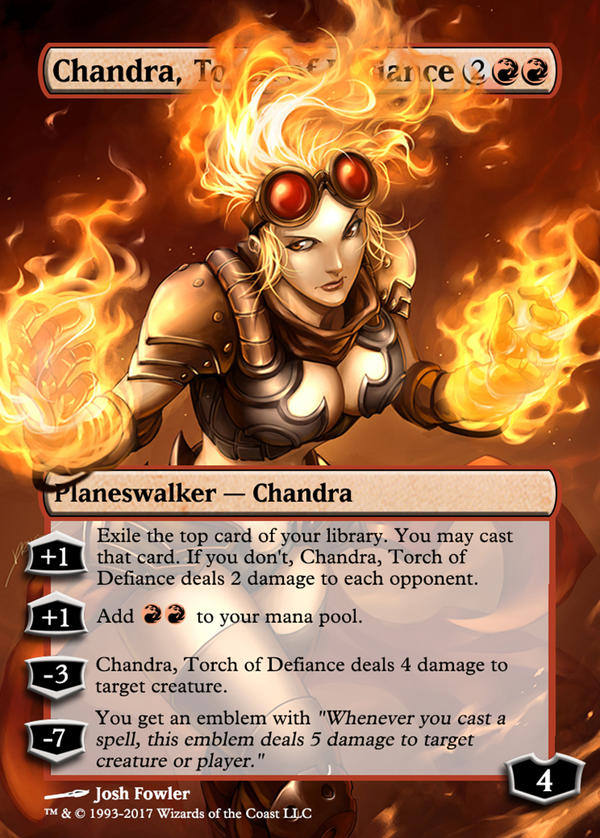 Chandra, Torch of Defiance 2
Planeswalker — Chandra
+1
Exile the top card of your library. You may cast
that card. If you don't, Chandra, Torch of
Defiance deals 2 damage to each opponent.
+1
Add to your mana pool.
-3
Chandra, Torch of Defiance deals 4 damage to
target creature.
-7
You get an emblem with "Whenever you cast a
spell, this emblem deals 5 damage to target
creature or player."
4
Josh Fowler
™ & © 1993-2017 Wizards of the Coast LLC